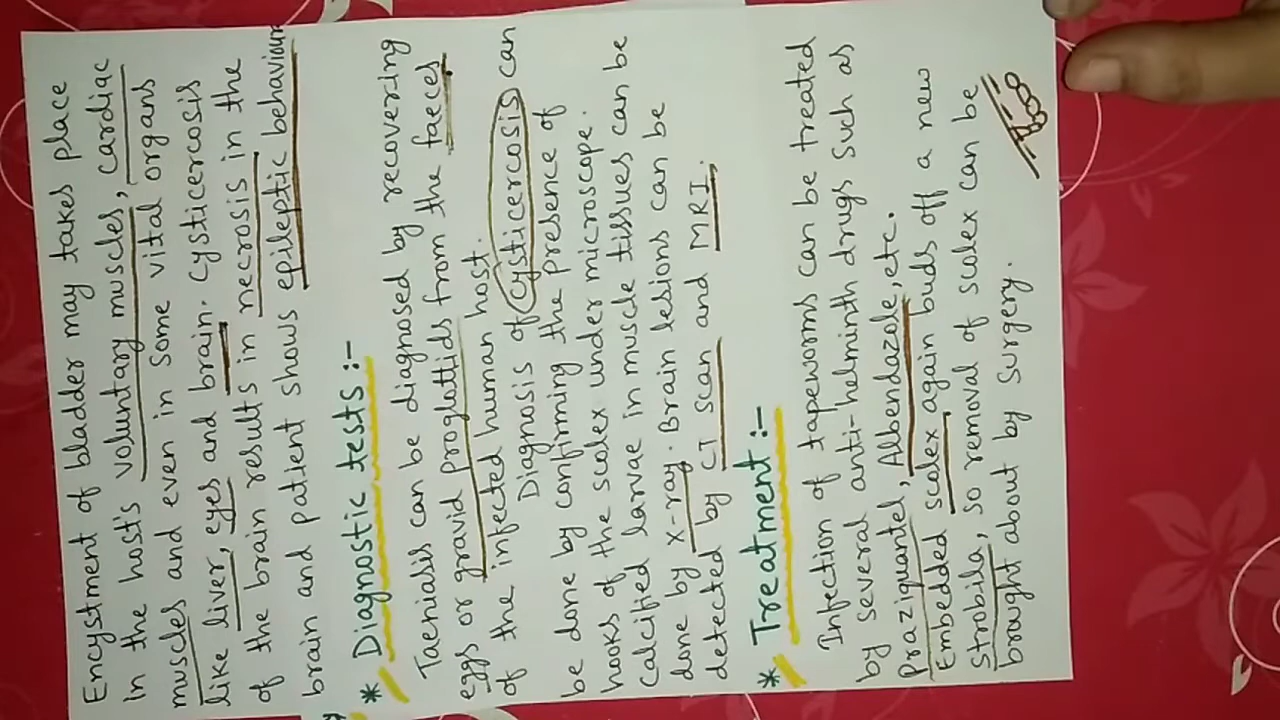 Encystment of bladder may takes place
in the host's voluntary muscles, cardiac
muscles and even in some vital organs
like liver, eyes and brain. Cysticercosis
of the brain results in necrosis in the
brain and patient shows epileptic behaviour
* Diagnostic tests :-
Taeniasis can be diagnosed by recovering
eggs or gravid proglottids from the faeces
of the infected human host.
Diagnosis of cysticercosis can
be done by confirming the presence of
hooks of the scolex under microscope.
Calcified larvae in muscle tissues can be
done by x-ray. Brain lesions can be
detected by CT scan and MRI.
* Treatment :-
Infection of tapeworms can be treated
by several anti-helminth drugs such as
Praziquantel, Albendazole, etc.
Embedded scolex again buds off a new
strobila, so removal of scolex can be
brought about by surgery.